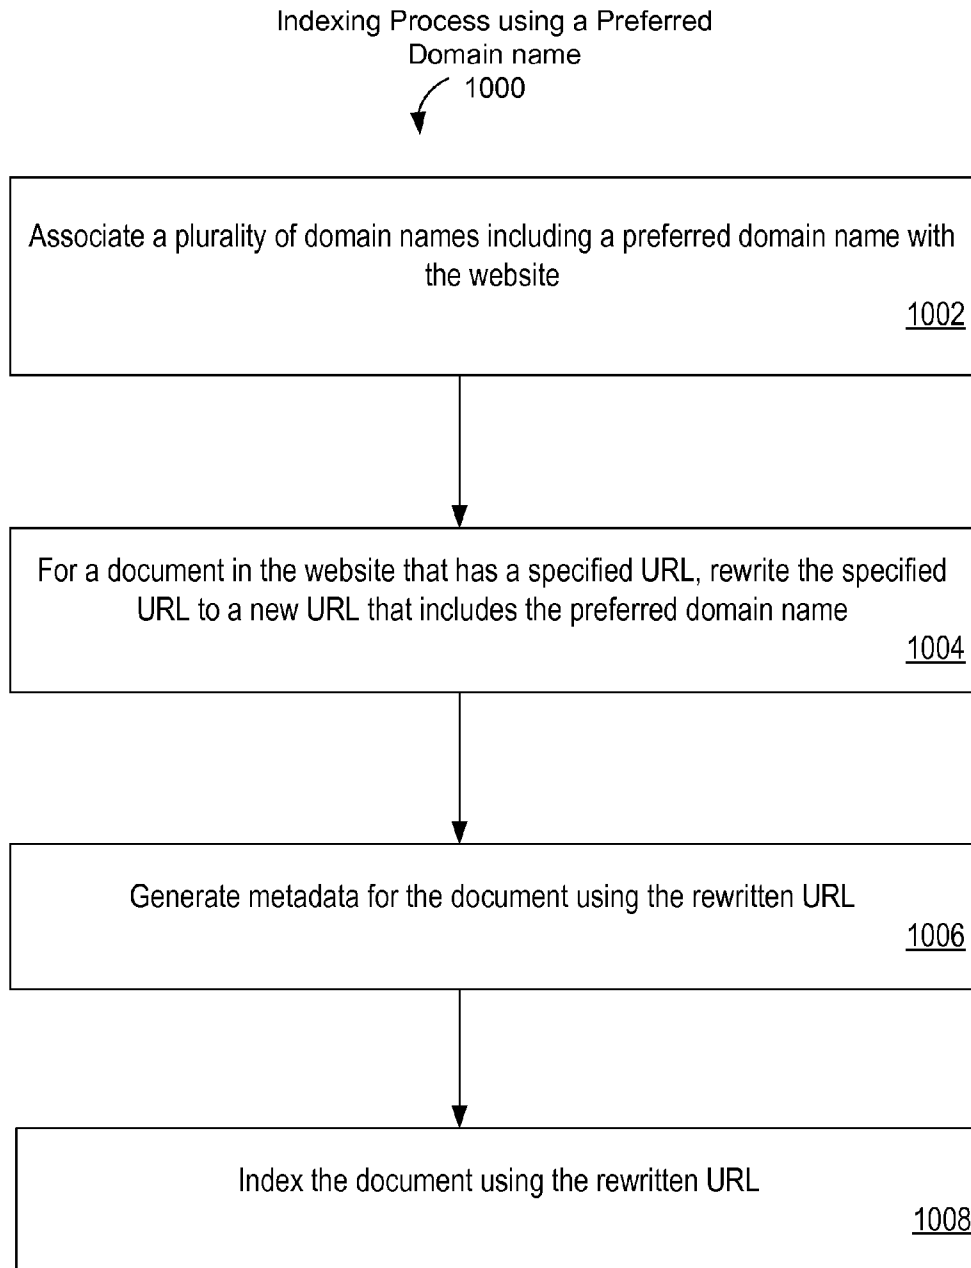 Indexing Process using a Preferred
Domain name
1000
Associate a plurality of domain names including a preferred domain name with
the website
1002
For a document in the website that has a specified URL, rewrite the specified
URL to a new URL that includes the preferred domain name
1004
Generate metadata for the document using the rewritten URL
1006
Index the document using the rewritten URL
1008